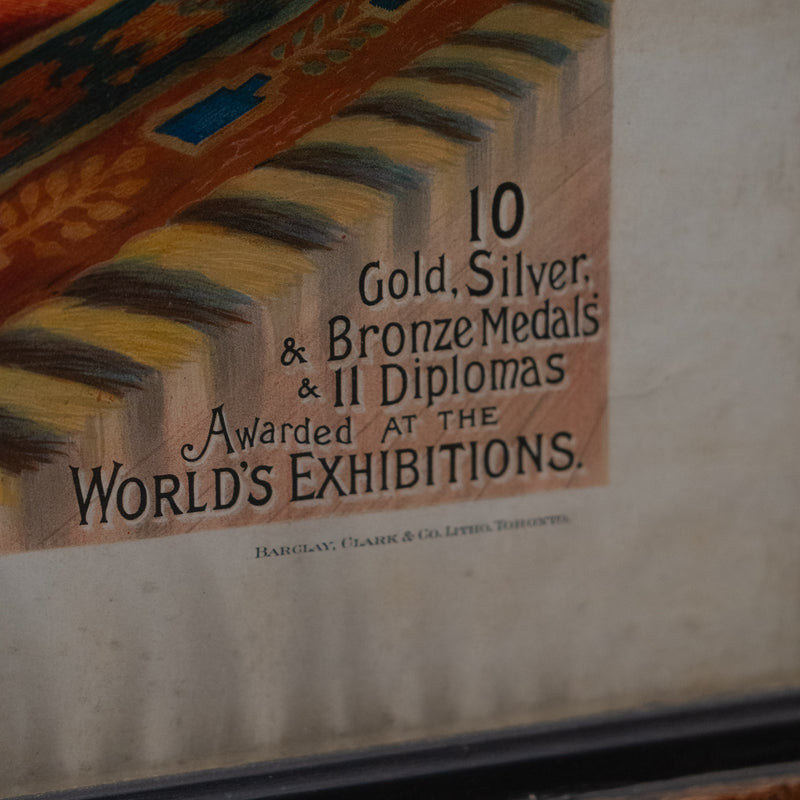 10
Gold, Silver,
& Bronze Medals
& 11 Diplomas
Awarded AT THE
WORLD'S EXHIBITIONS.
BARCLAY, CLARK & CO. LITHO. TORONTO.